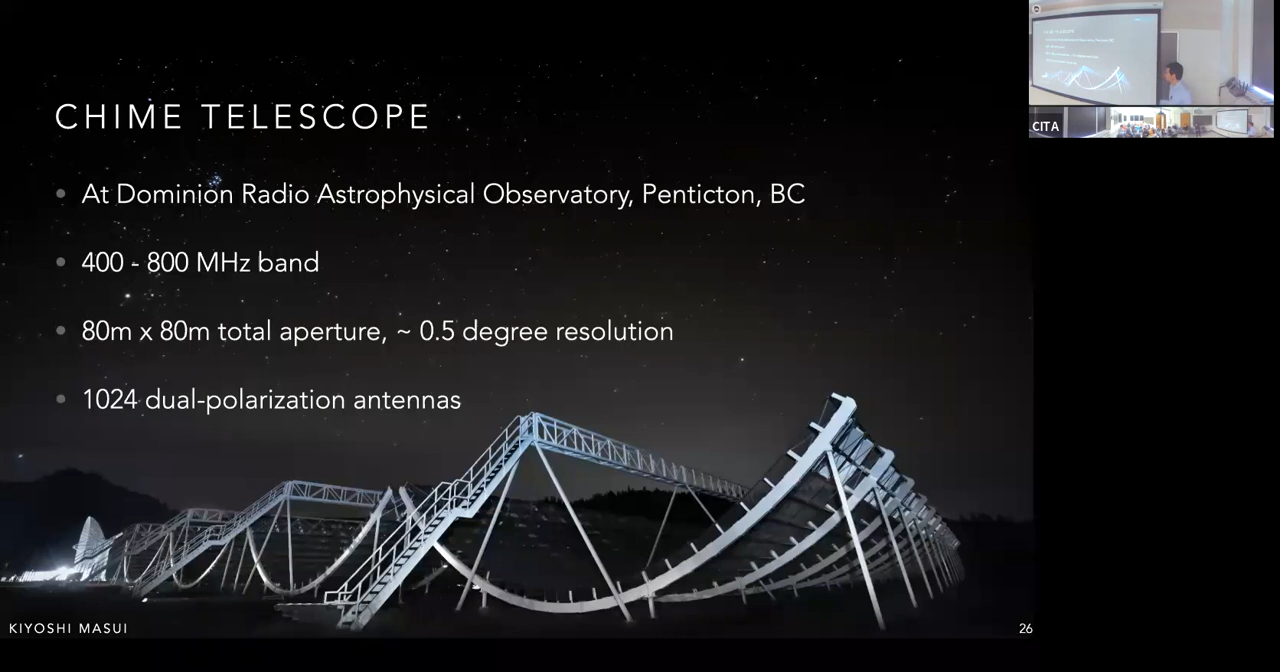 CHIME TELESCOPE
At Dominion Radio Astrophysical Observatory, Penticton, BC
400 - 800 MHz band
80m x 80m total aperture, ~ 0.5 degree resolution
1024 dual-polarization antennas
KIYOSHI MASUI
26
CITA